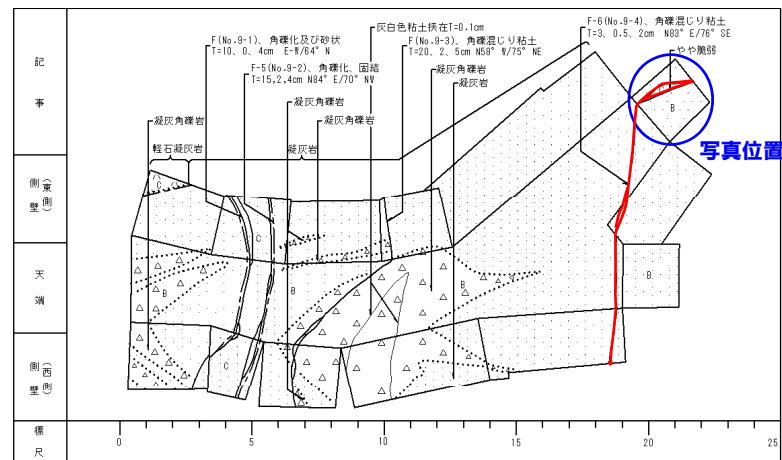 記事
F(No.9-1)、角礫化及び砂状
T=10、0、4cm E-W/64°N
F-5(No.9-2)、角礫化、固結
T=15,2,4cm N84°E/70°NW
灰白色粘土挟在T=0.1cm
F(No.9-3)、角礫混じり粘土
T=20、2、5cm N58°W/75°NE
F-6(No.9-4)、角礫混じり粘土
T=3、0.5、2cm N83°E/76°SE
やや脆弱
凝灰角礫岩
凝灰角礫岩
凝灰角礫岩
凝灰角礫岩
凝灰岩
軽石凝灰岩
凝灰岩
写真位置
側壁(東側)
天端
側壁(西側)
標尺
C
C
B
B
B
B
B
C
0 5 10 15 20 25